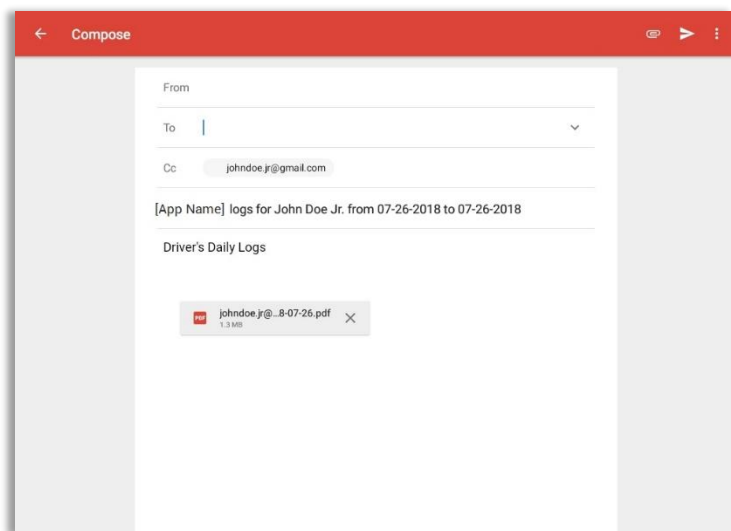 Compose
From
To
Cc johndoe.jr@gmail.com
[App Name] logs for John Doe Jr. from 07-26-2018 to 07-26-2018
Driver's Daily Logs
PDF johndoe.jr@...8-07-26.pdf
1.3 MB